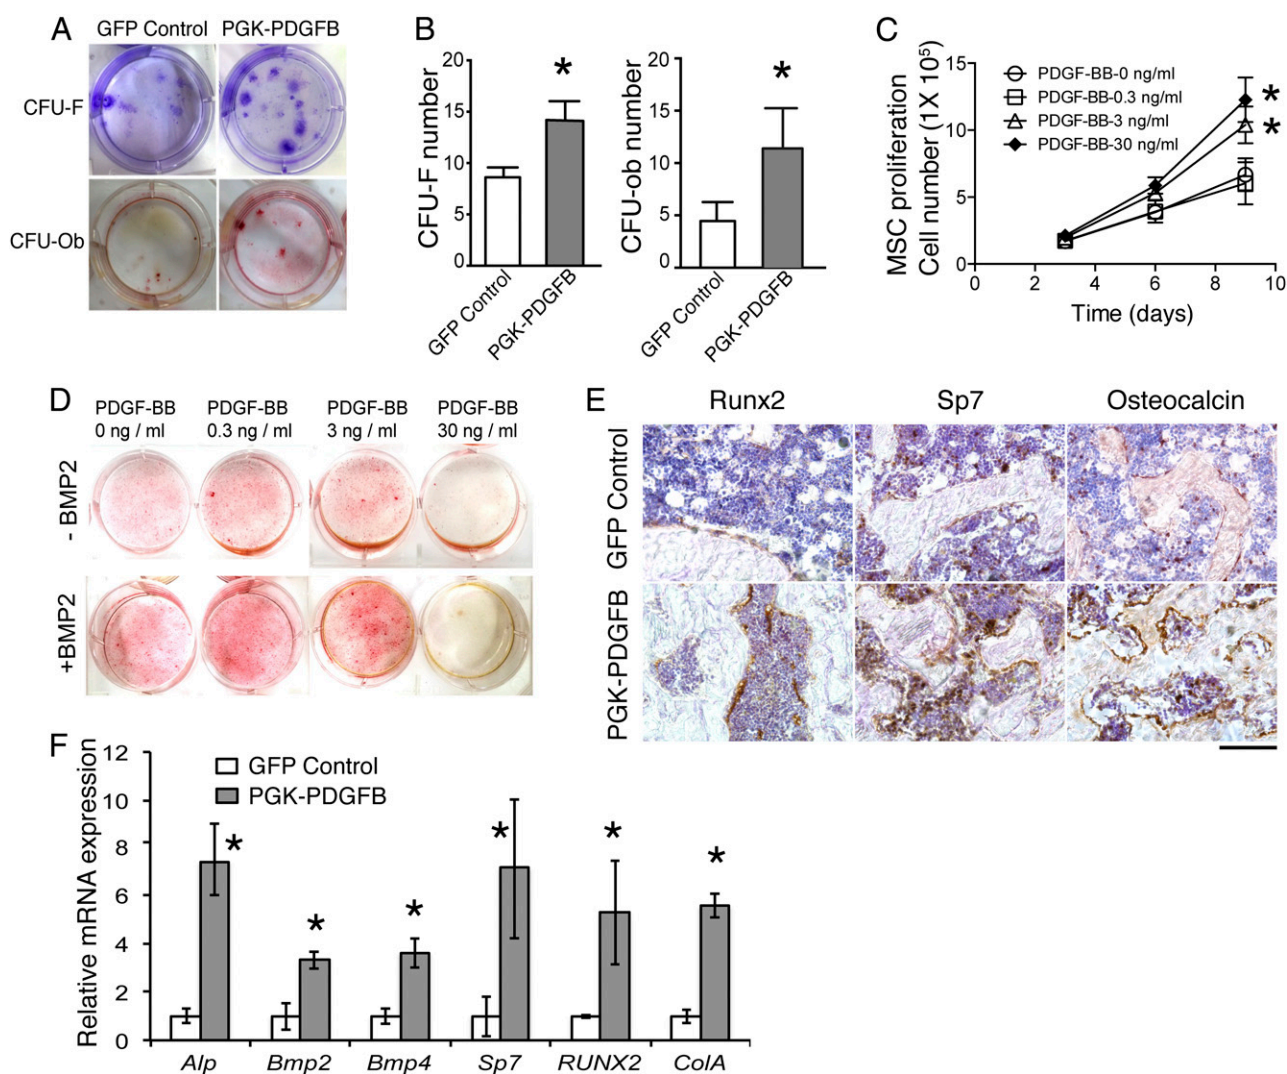 A
GFP Control PGK-PDGFB
CFU-F
CFU-Ob
B
CFU-F number
20
15
10
5
0
*
GFP Control
PGK-PDGFB
CFU-ob number
20
15
10
5
0
*
GFP Control
PGK-PDGFB
C
MSC proliferation
Cell number (1X 10⁵)
15
10
5
0
0 2 4 6 8 10
Time (days)
PDGF-BB-0 ng/ml
PDGF-BB-0.3 ng/ml
PDGF-BB-3 ng/ml
PDGF-BB-30 ng/ml
*
*
D
PDGF-BB PDGF-BB PDGF-BB PDGF-BB
0 ng / ml 0.3 ng / ml 3 ng / ml 30 ng / ml
- BMP2
+BMP2
E
Runx2 Sp7 Osteocalcin
GFP Control
PGK-PDGFB
F
Relative mRNA expression
12
10
8
6
4
2
0
GFP Control
PGK-PDGFB
* * * * * *
Alp Bmp2 Bmp4 Sp7 RUNX2 ColA